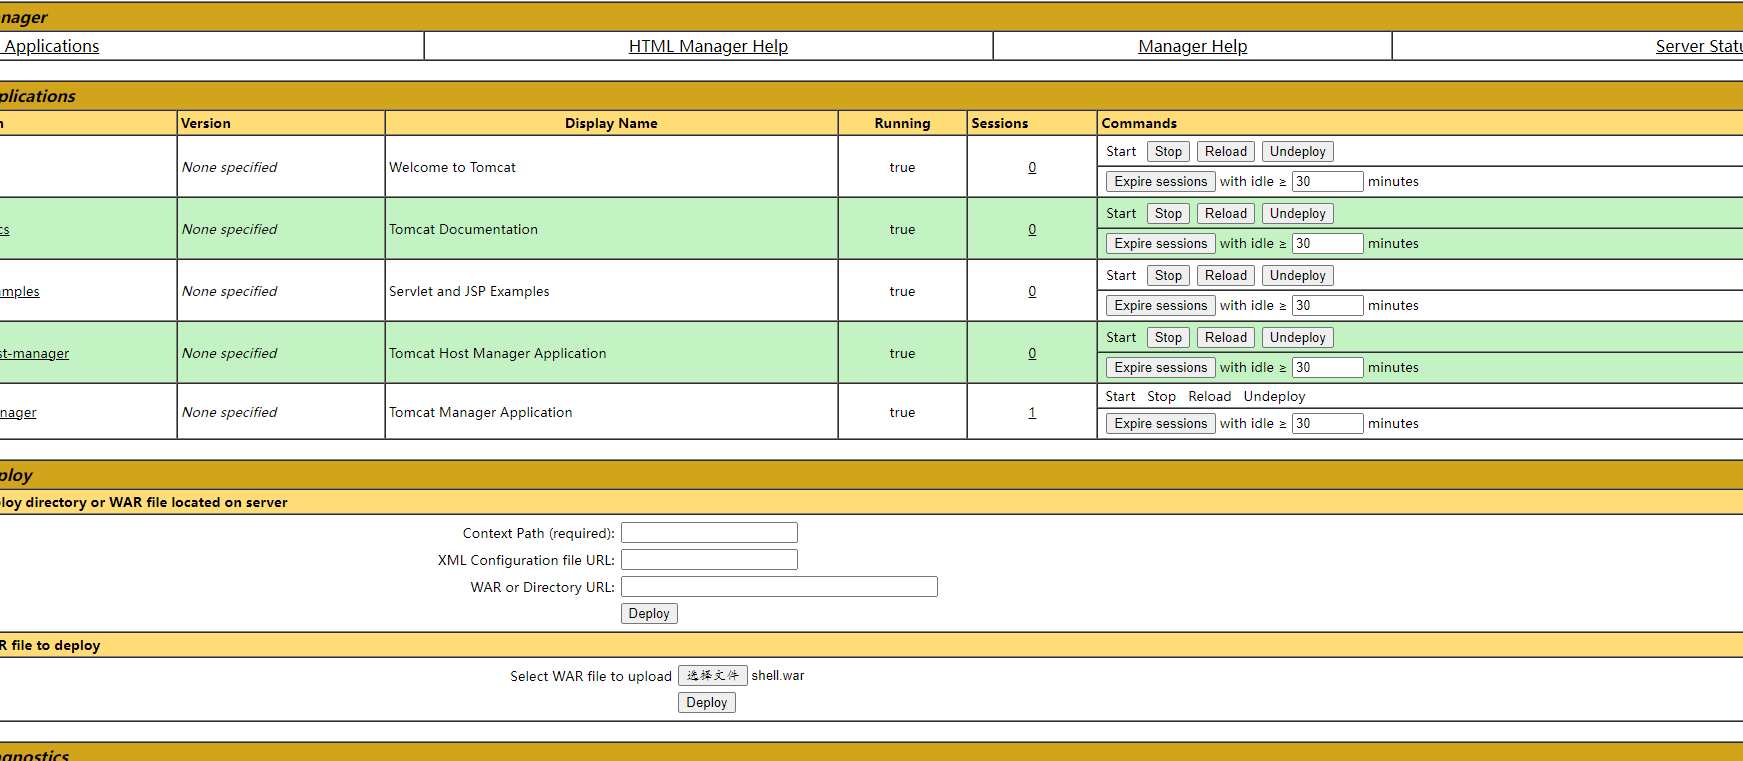 nager
Applications HTML Manager Help Manager Help Server Statu
plications
n Version Display Name Running Sessions Commands
None specified Welcome to Tomcat true 0 Start Stop Reload Undeploy
Expire sessions with idle ≥ 30 minutes
cs None specified Tomcat Documentation true 0 Start Stop Reload Undeploy
Expire sessions with idle ≥ 30 minutes
mples None specified Servlet and JSP Examples true 0 Start Stop Reload Undeploy
Expire sessions with idle ≥ 30 minutes
st-manager None specified Tomcat Host Manager Application true 0 Start Stop Reload Undeploy
Expire sessions with idle ≥ 30 minutes
nager None specified Tomcat Manager Application true 1 Start Stop Reload Undeploy
Expire sessions with idle ≥ 30 minutes
ploy
loy directory or WAR file located on server
Context Path (required):
XML Configuration file URL:
WAR or Directory URL:
Deploy
R file to deploy
Select WAR file to upload 选择文件 shell.war
Deploy
gnostics